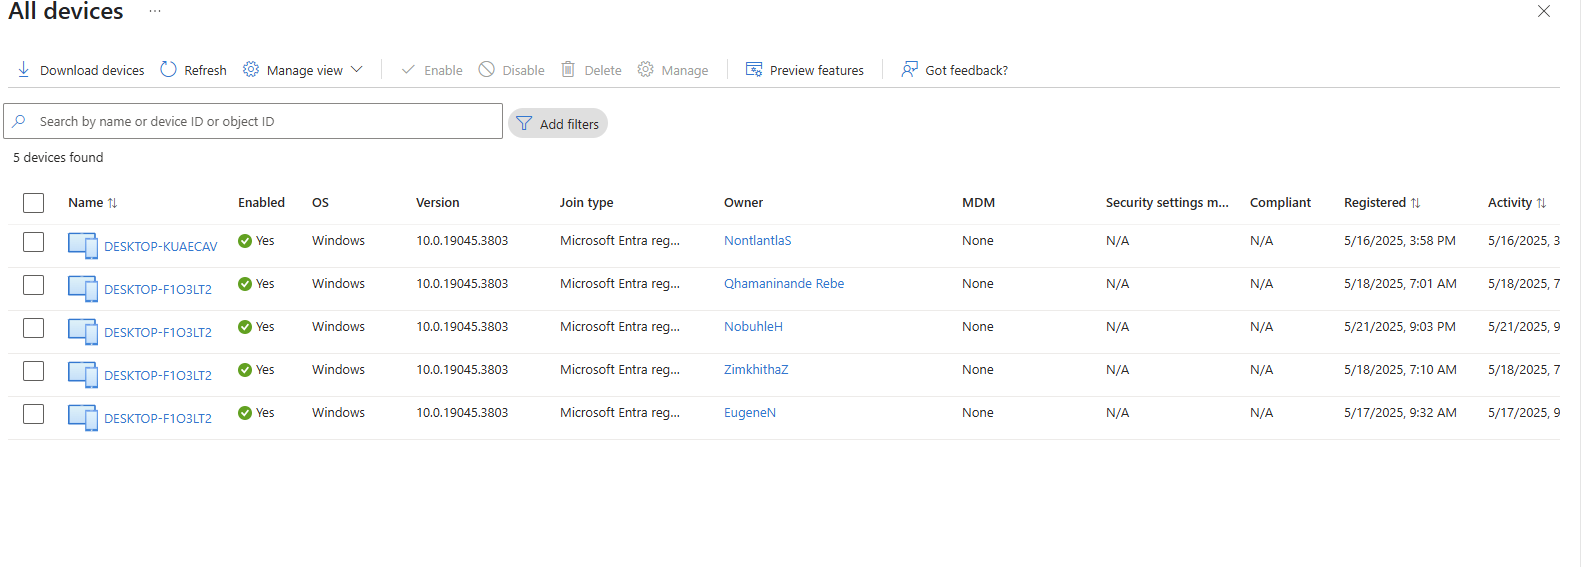 All devices ...
Download devices Refresh Manage view Enable Disable Delete Manage Preview features Got feedback?
Search by name or device ID or object ID Add filters
5 devices found
Name Enabled OS Version Join type Owner MDM Security settings m... Compliant Registered Activity
DESKTOP-KUAECAV Yes Windows 10.0.19045.3803 Microsoft Entra reg... NontlantlaS None N/A N/A 5/16/2025, 3:58 PM 5/16/2025, 3
DESKTOP-F1O3LT2 Yes Windows 10.0.19045.3803 Microsoft Entra reg... Qhamaninande Rebe None N/A N/A 5/18/2025, 7:01 AM 5/18/2025, 7
DESKTOP-F1O3LT2 Yes Windows 10.0.19045.3803 Microsoft Entra reg... NobuhleH None N/A N/A 5/21/2025, 9:03 PM 5/21/2025, 9
DESKTOP-F1O3LT2 Yes Windows 10.0.19045.3803 Microsoft Entra reg... ZimkhithaZ None N/A N/A 5/18/2025, 7:10 AM 5/18/2025, 7
DESKTOP-F1O3LT2 Yes Windows 10.0.19045.3803 Microsoft Entra reg... EugeneN None N/A N/A 5/17/2025, 9:32 AM 5/17/2025, 9